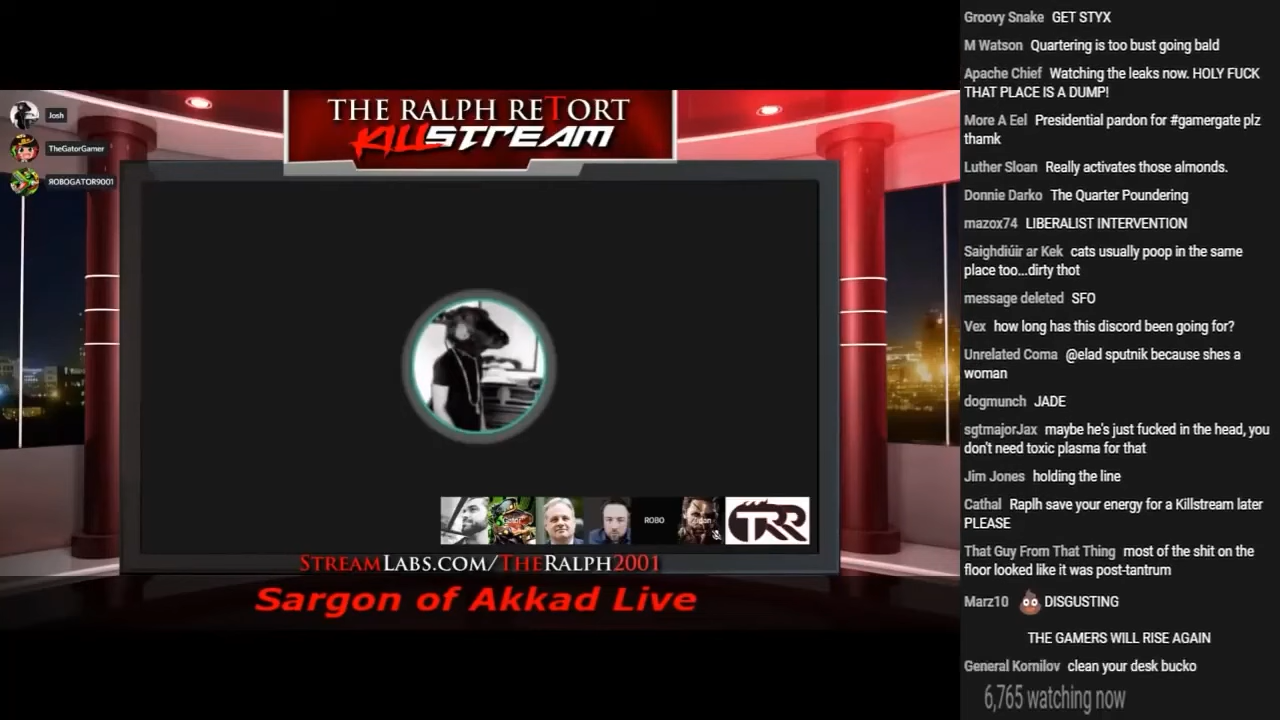 THE RALPH RETORT
KILLSTREAM
Josh
TheGatorGamer
ЯOBOGATOR9001
Gator
ROBO
Zidan
TRR
STREAMLABS.COM/THERALPH2001
Sargon of Akkad Live
Groovy Snake GET STYX
M Watson Quartering is too bust going bald
Apache Chief Watching the leaks now. HOLY FUCK
THAT PLACE IS A DUMP!
More A Eel Presidential pardon for #gamergate plz
thamk
Luther Sloan Really activates those almonds.
Donnie Darko The Quarter Poundering
mazox74 LIBERALIST INTERVENTION
Saighdiúir ar Kek cats usually poop in the same
place too...dirty thot
message deleted SFO
Vex how long has this discord been going for?
Unrelated Coma @elad sputnik because shes a
woman
dogmunch JADE
sgtmajorJax maybe he's just fucked in the head, you
don't need toxic plasma for that
Jim Jones holding the line
Cathal Raplh save your energy for a Killstream later
PLEASE
That Guy From That Thing most of the shit on the
floor looked like it was post-tantrum
Marz10 DISGUSTING
THE GAMERS WILL RISE AGAIN
General Kornilov clean your desk bucko
6,765 watching now